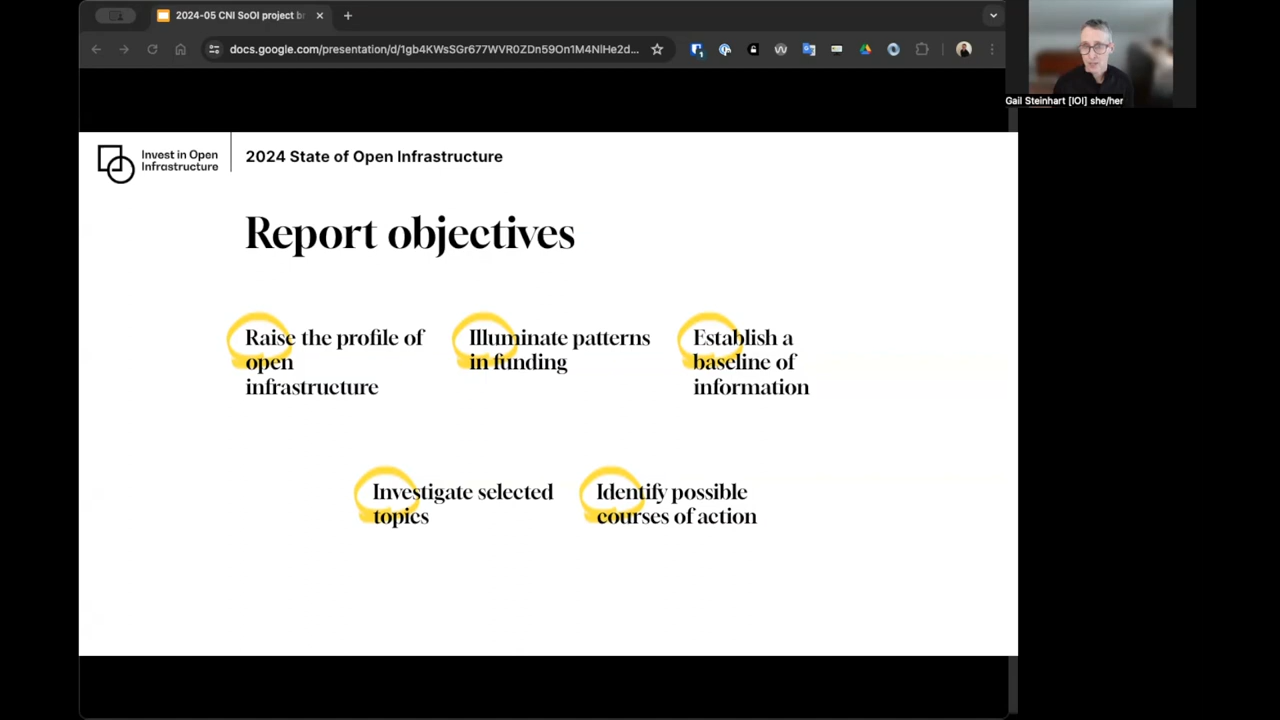 2024-05 CNI SoOI project br
docs.google.com/presentation/d/1gb4KWsSGr677WVR0ZDn59On1M4NlHe2d...
Gail Steinhart [IOI] she/her
Invest in Open
Infrastructure
2024 State of Open Infrastructure
Report objectives
Raise the profile of
open
infrastructure
Illuminate patterns
in funding
Establish a
baseline of
information
Investigate selected
topics
Identify possible
courses of action